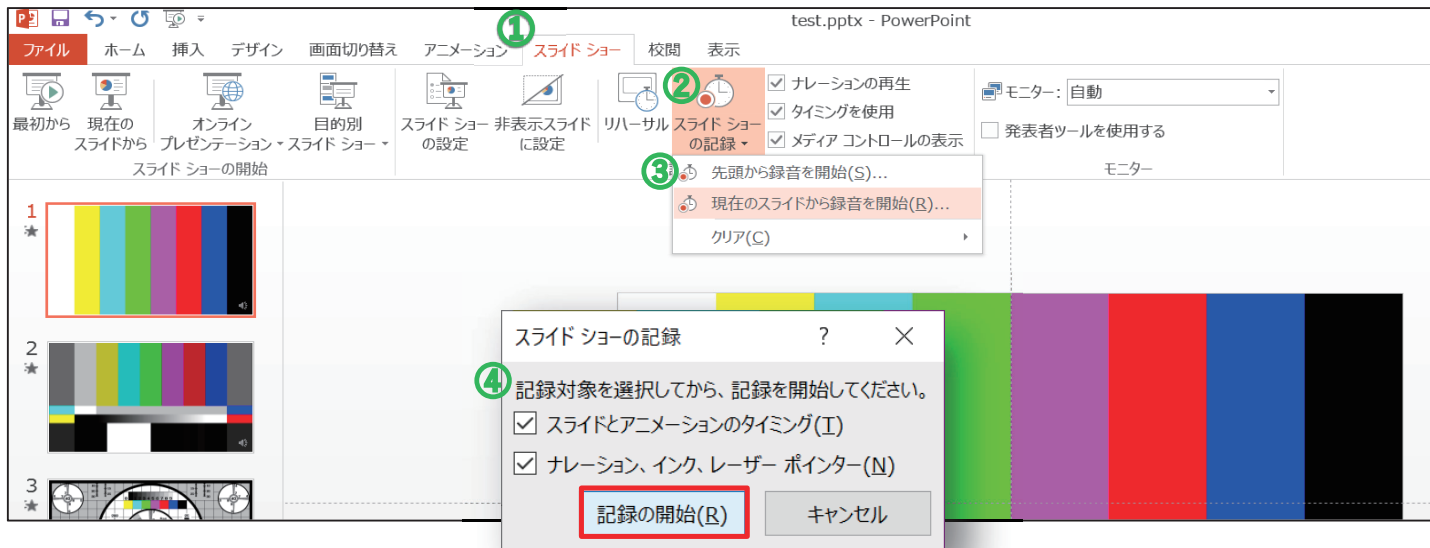 test.pptx - PowerPoint
①
ファイル ホーム 挿入 デザイン 画面切り替え アニメーション スライド ショー 校閲 表示
②
最初から
現在の
スライドから
オンライン
プレゼンテーション
目的別
スライド ショー
スライド ショーの開始
スライド ショー
の設定
非表示スライド
に設定
リハーサル
スライド ショー
の記録
ナレーションの再生
タイミングを使用
メディア コントロールの表示
モニター: 自動
発表者ツールを使用する
モニター
③
先頭から録音を開始(S)...
現在のスライドから録音を開始(R)...
クリア(C)
1
2
3
スライド ショーの記録 ?
④
記録対象を選択してから、記録を開始してください。
スライドとアニメーションのタイミング(T)
ナレーション、インク、レーザー ポインター(N)
記録の開始(R) キャンセル